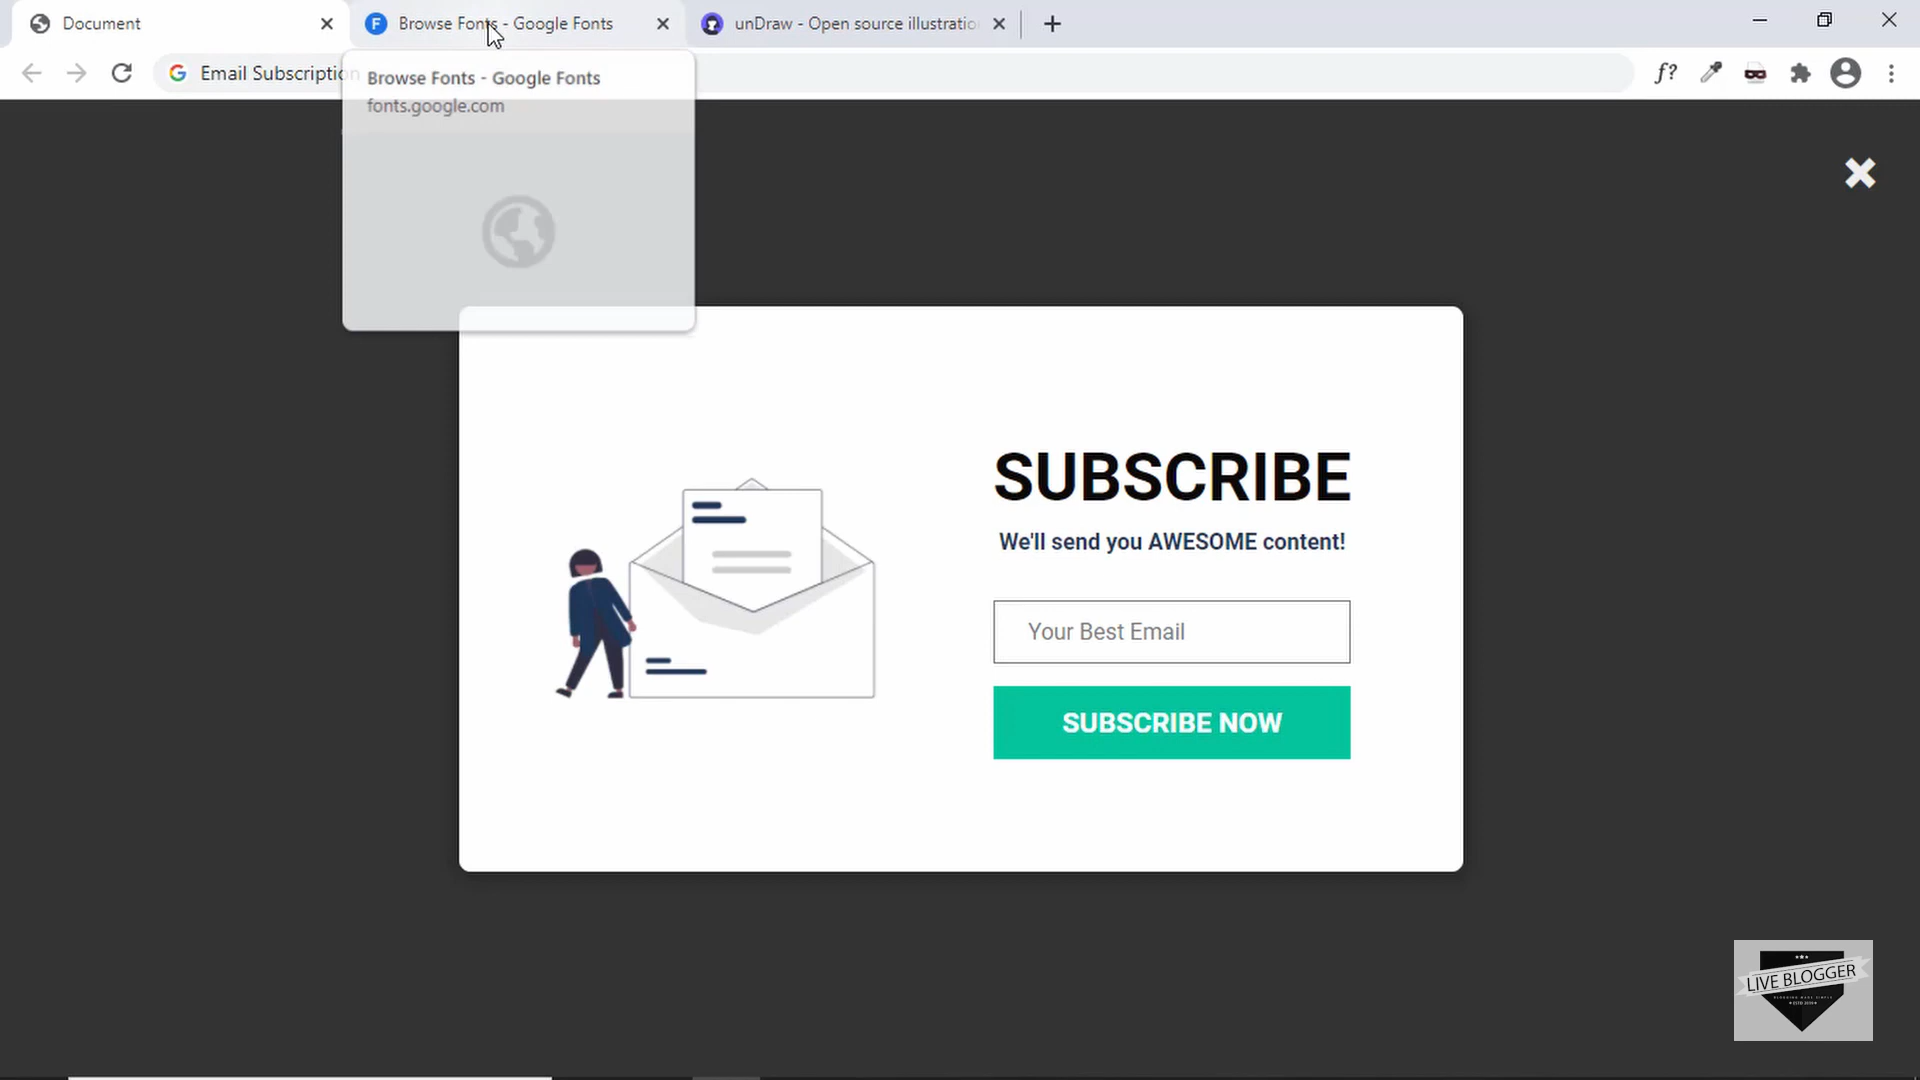 Document
Browse Fonts - Google Fonts
unDraw - Open source illustratio
Email Subscription
f?
Browse Fonts - Google Fonts
fonts.google.com
SUBSCRIBE
We'll send you AWESOME content!
Your Best Email
SUBSCRIBE NOW
LIVE BLOGGER